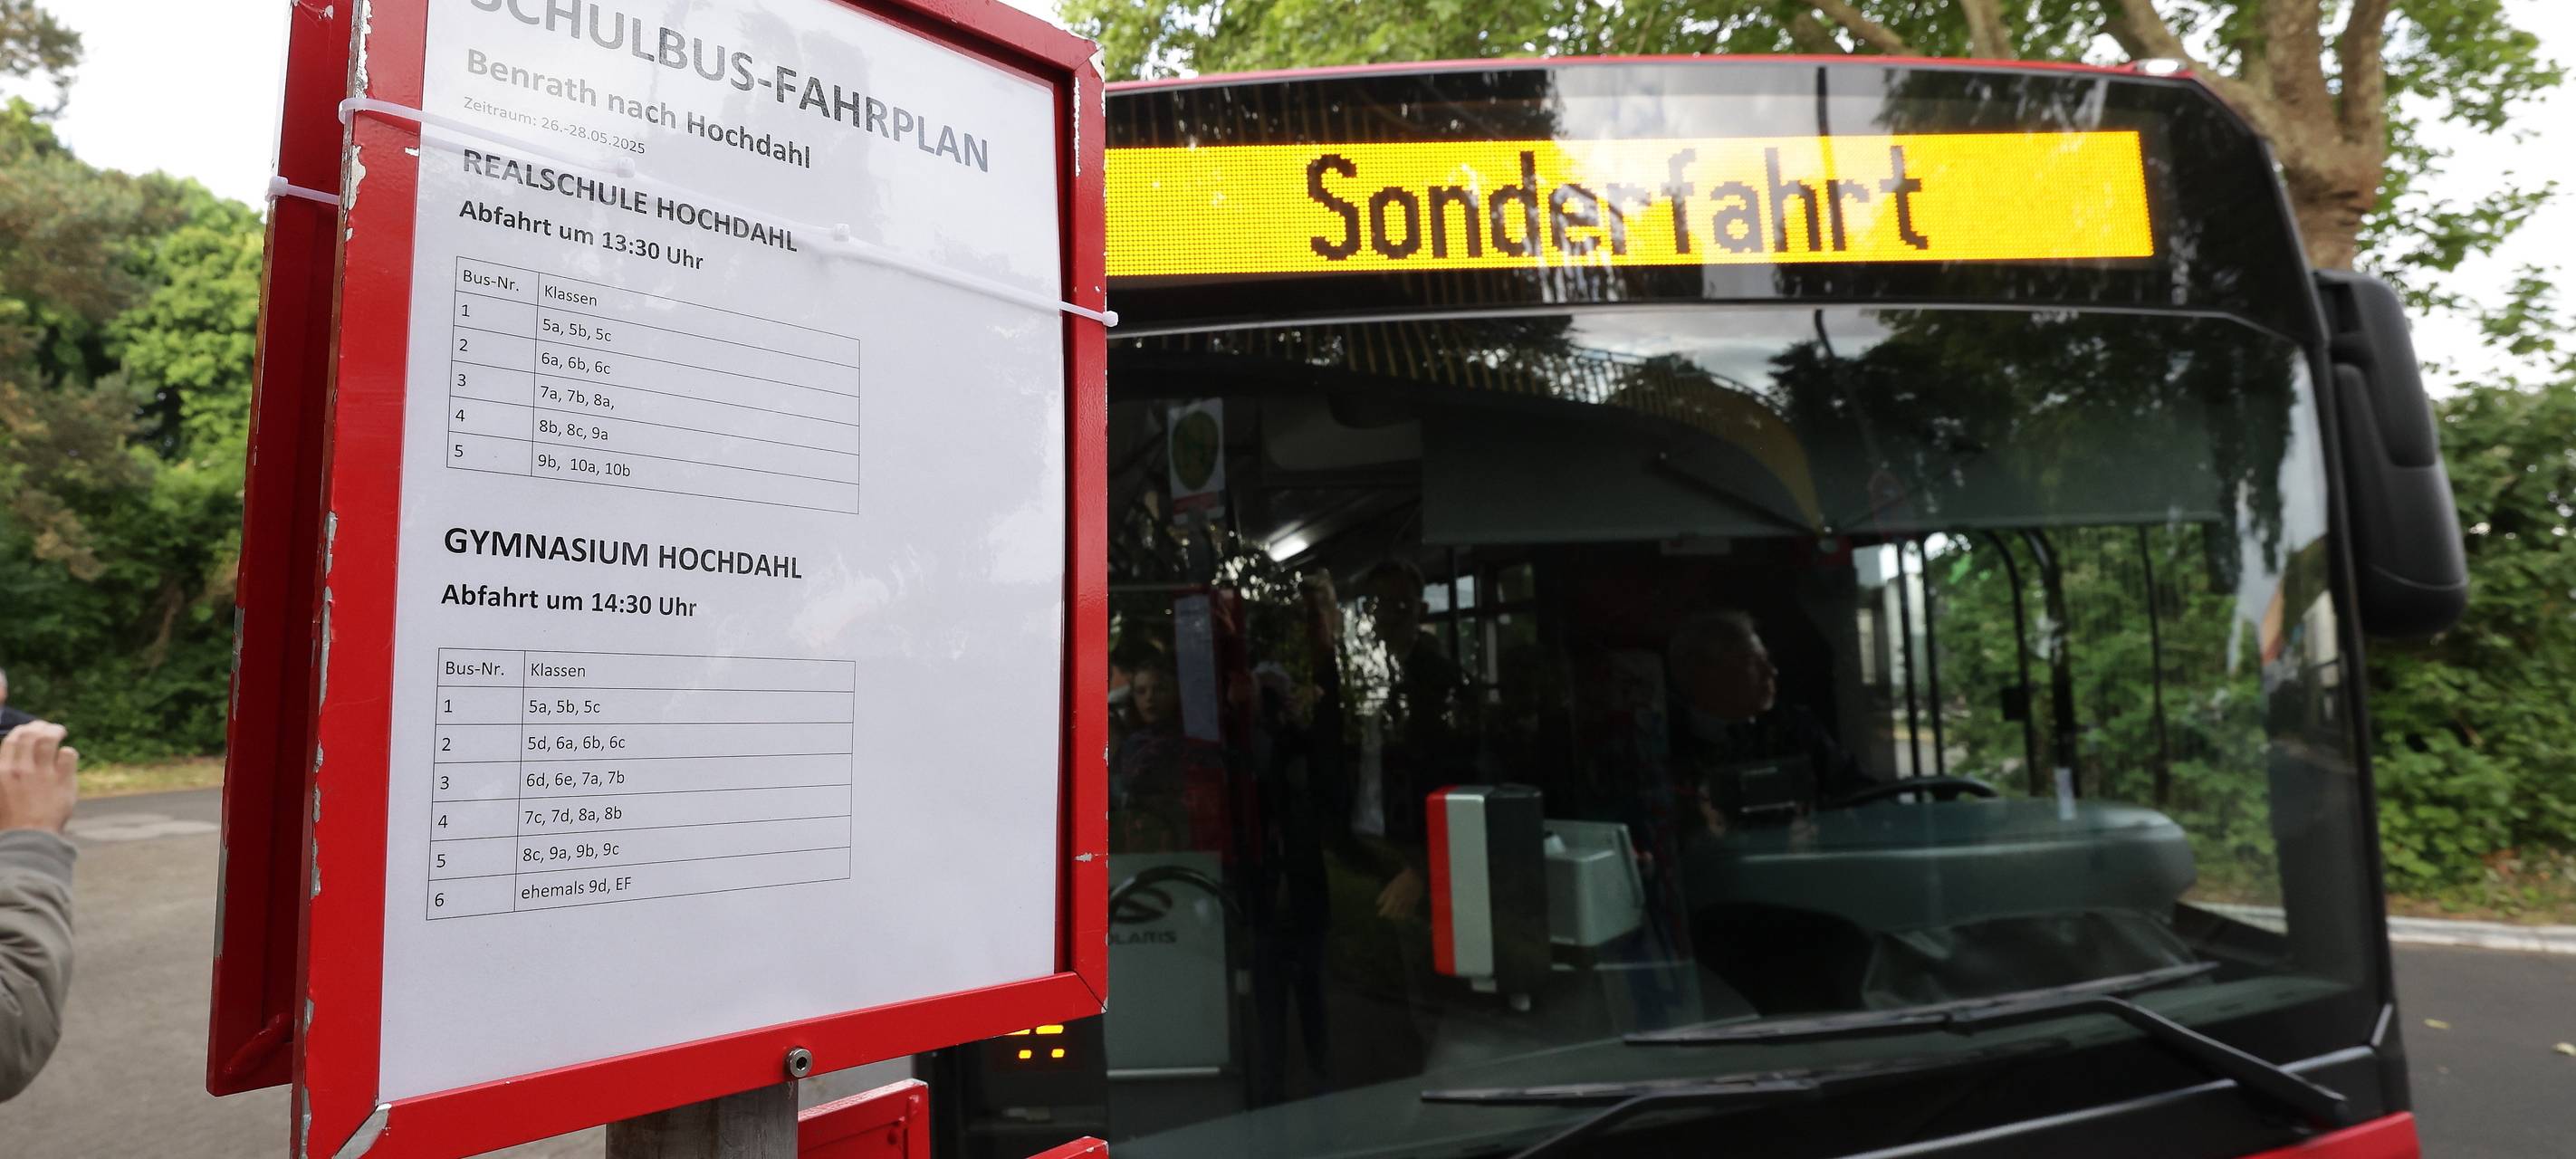 SCHULBUS-FAHRPLAN
Benrath nach Hochdahl
Zeitraum: 26.-28.05.2025
REALSCHULE HOCHDAHL
Abfahrt um 13:30 Uhr
Bus-Nr. Klassen
1 5a, 5b, 5c
2 6a, 6b, 6c
3 7a, 7b, 8a,
4 8b, 8c, 9a
5 9b, 10a, 10b
GYMNASIUM HOCHDAHL
Abfahrt um 14:30 Uhr
Bus-Nr. Klassen
1 5a, 5b, 5c
2 5d, 6a, 6b, 6c
3 6d, 6e, 7a, 7b
4 7c, 7d, 8a, 8b
5 8c, 9a, 9b, 9c
6 ehemals 9d, EF
Sonderfahrt